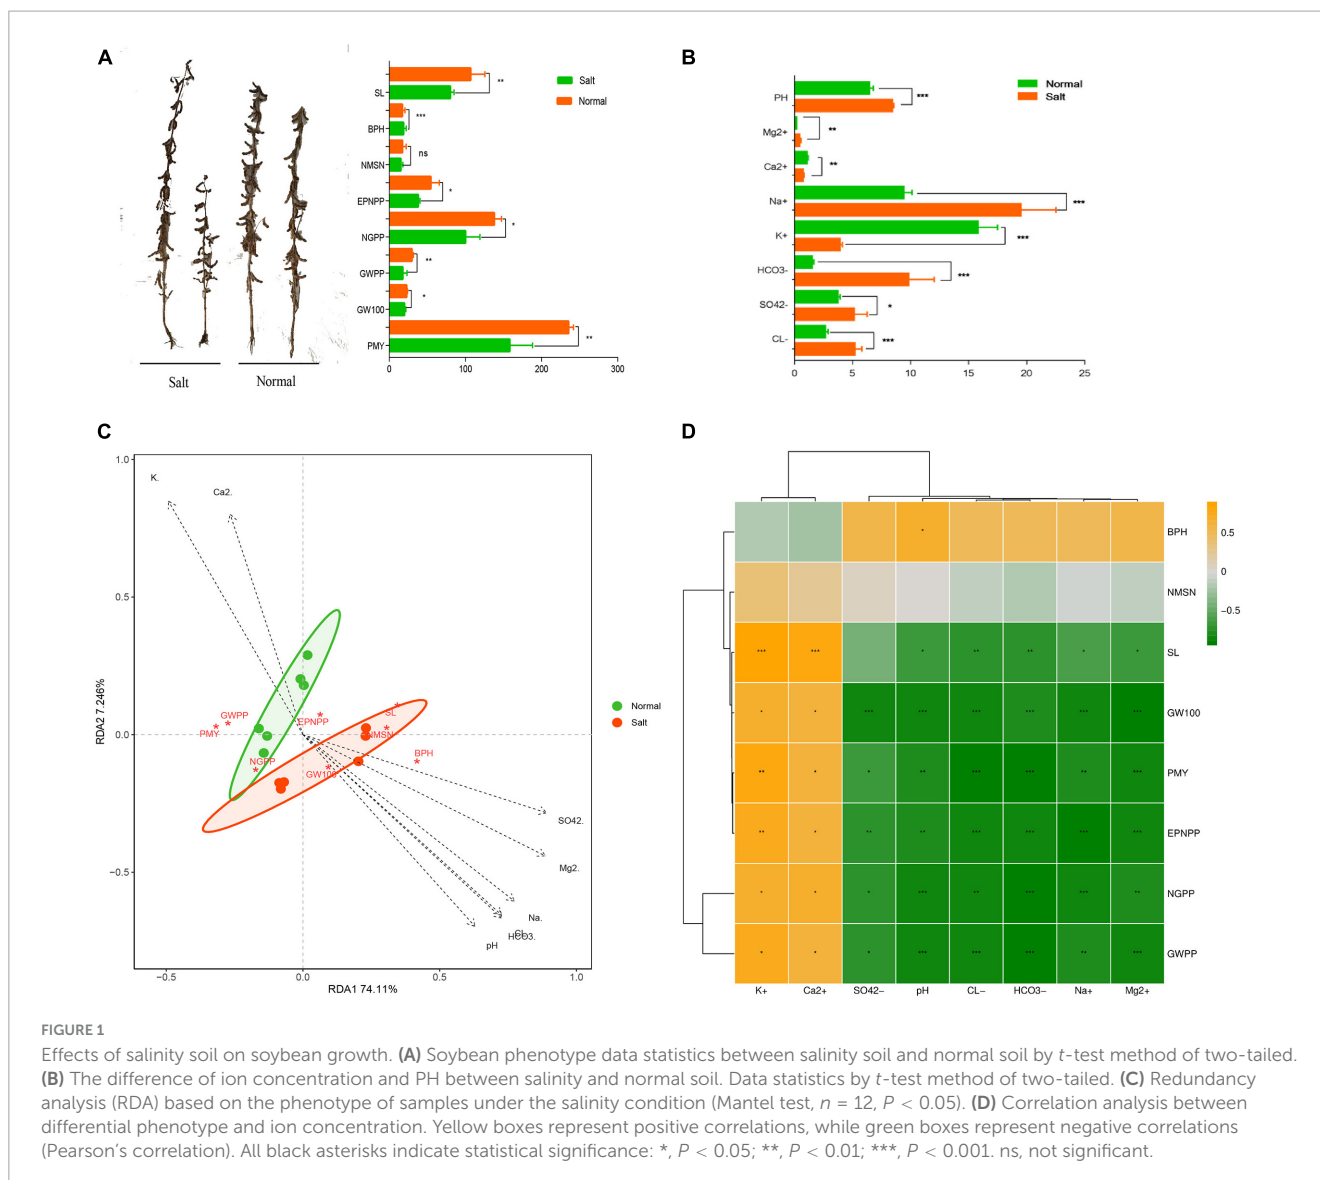 A
Salt
Normal
SL
BPH
NMSN
EPNPP
NGPP
GWPP
GW100
PMY
**
***
ns
*
*
**
*
**
Salt
Normal
0
100
200
300
B
PH
Mg2+
Ca2+
Na+
K+
HCO3-
SO42-
CL-
***
**
**
***
***
***
*
***
Normal
Salt
0
5
10
15
20
25
C
RDA2 7.246%
1.0
0.5
0.0
−0.5
K.
Ca2.
GWPP
PMY
EPNPP
SL
NMSN
BPH
NGPP
GW100
SO42.
Mg2.
Na.
CL.
HCO3.
pH
−0.5
0.0
0.5
1.0
RDA1 74.11%
Normal
Salt
D
BPH
NMSN
SL
GW100
PMY
EPNPP
NGPP
GWPP
K+
Ca2+
SO42−
pH
CL−
HCO3−
Na+
Mg2+
0.5
0
−0.5
FIGURE 1
Effects of salinity soil on soybean growth. (A) Soybean phenotype data statistics between salinity soil and normal soil by t-test method of two-tailed.
(B) The difference of ion concentration and PH between salinity and normal soil. Data statistics by t-test method of two-tailed. (C) Redundancy
analysis (RDA) based on the phenotype of samples under the salinity condition (Mantel test, n = 12, P < 0.05). (D) Correlation analysis between
differential phenotype and ion concentration. Yellow boxes represent positive correlations, while green boxes represent negative correlations
(Pearson's correlation). All black asterisks indicate statistical significance: *, P < 0.05; **, P < 0.01; ***, P < 0.001. ns, not significant.